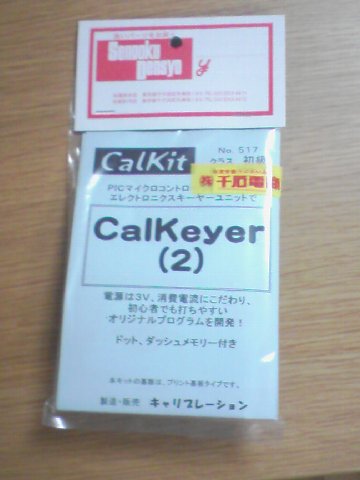 Sengoku
Densyo
CalKit
No. 517
クラス 初級
㈱千石電商
PICマイクロコントロ
エレクトロニクスキーヤーユニットで
CalKeyer
(2)
電源は3V、消費電流にこだわり、
初心者でも打ちやすい
オリジナルプログラムを開発！
ドット、ダッシュメモリー付き
本キットの基板は、プリント基板タイプです。
製造・販売 キャリブレーション